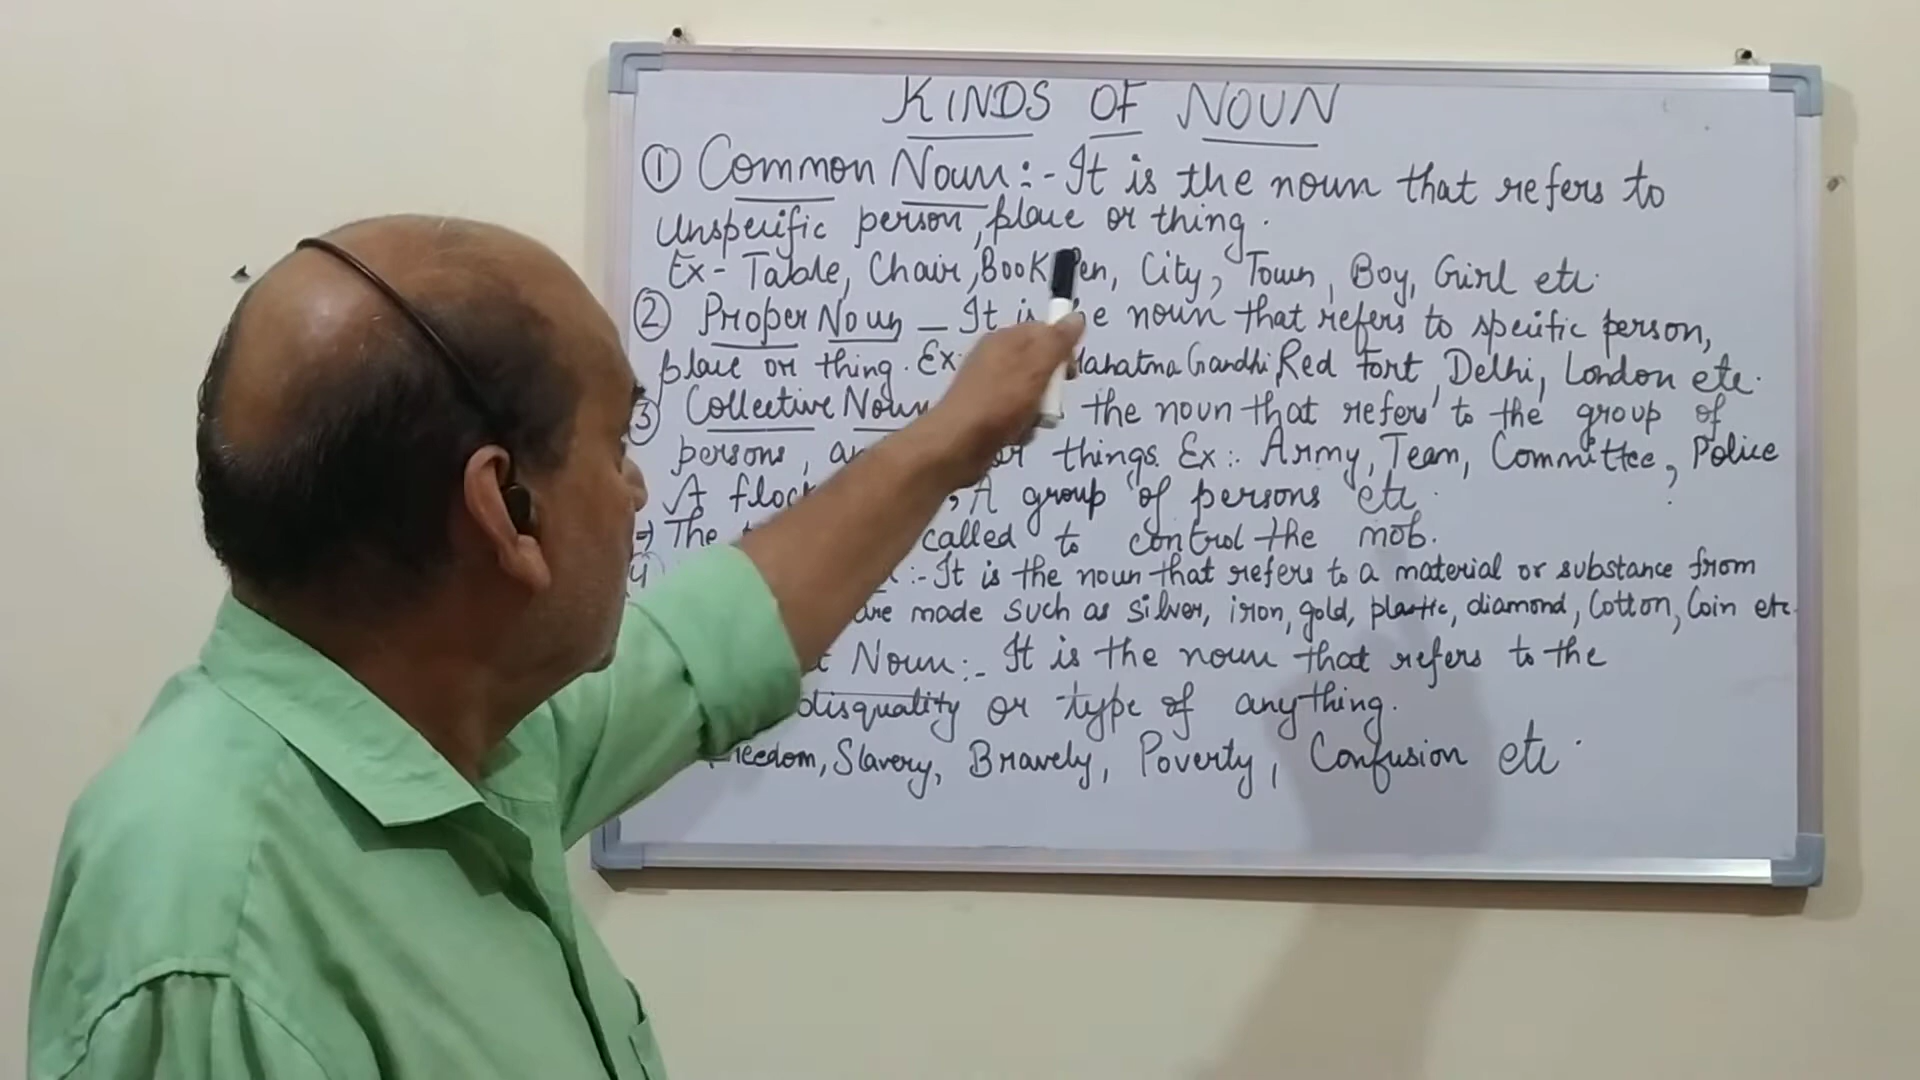 KINDS OF NOUN
① Common Noun:- It is the noun that refers to
Unspecific person, place or thing.
Ex- Table, Chair, Book Pen, City, Town, Boy, Girl etc.
② Proper Noun _ It is noun that refers to specific person,
place or thing. Ex: Mahatma Gandhi, Red Fort, Delhi, London etc.
③ Collective Noun the noun that refers to the group of
persons, or things. Ex:- Army, Team, Committee, Police
A flock , A group of persons etc.
⇒ The called to control the mob.
4 :- It is the noun that refers to a material or substance from
are made such as silver, iron, gold, plastic, diamond, Cotton, Coin etc.
Noun:- It is the noun that refers to the
disquality or type of anything.
Slavery, Bravely, Poverty, Confusion etc.